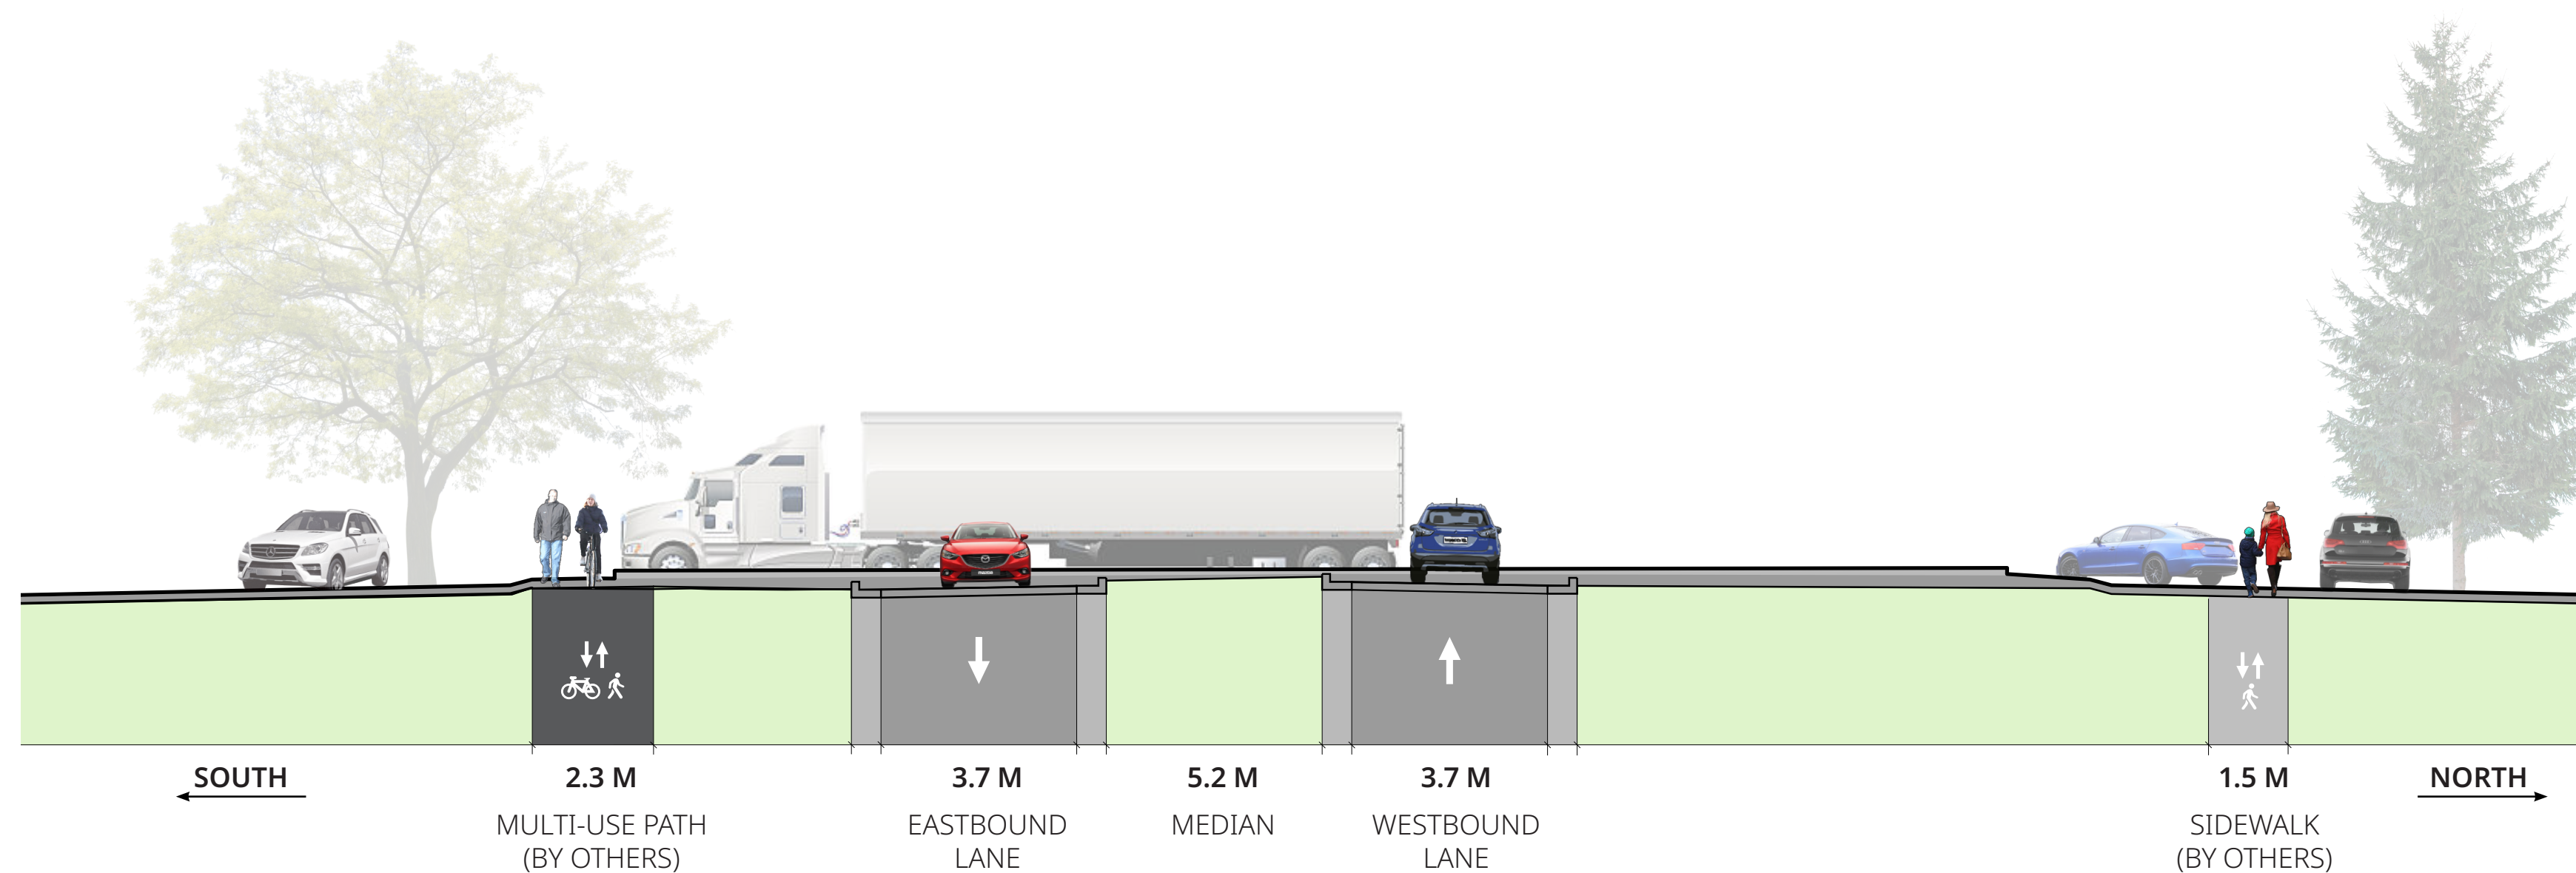 SOUTH
2.3 M
3.7 M
5.2 M
3.7 M
1.5 M
NORTH
MULTI-USE PATH
(BY OTHERS)
EASTBOUND
LANE
MEDIAN
WESTBOUND
LANE
SIDEWALK
(BY OTHERS)